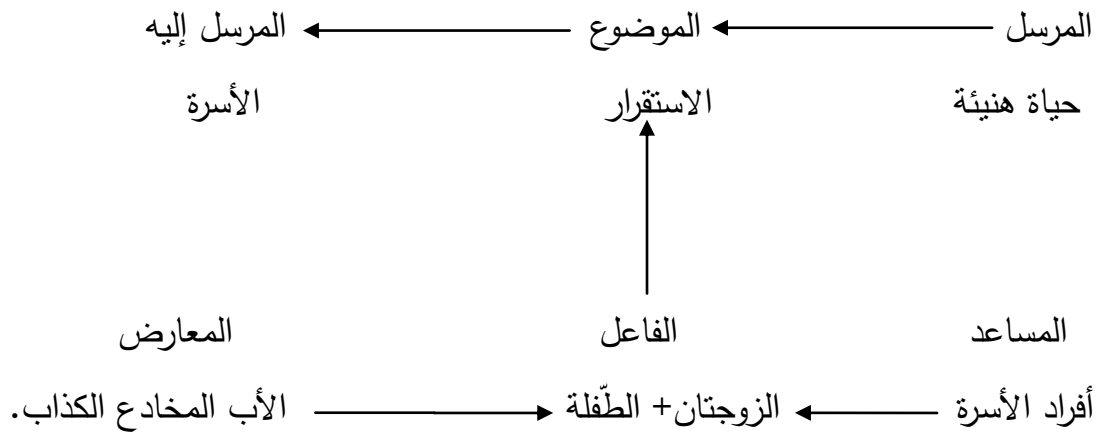 المرسل الموضوع المرسل إليه
حياة هنيئة الاستقرار الأسرة
المساعد الفاعل المعارض
أفراد الأسرة الزوجتان+ الطّفلة الأب المخادع الكذاب.